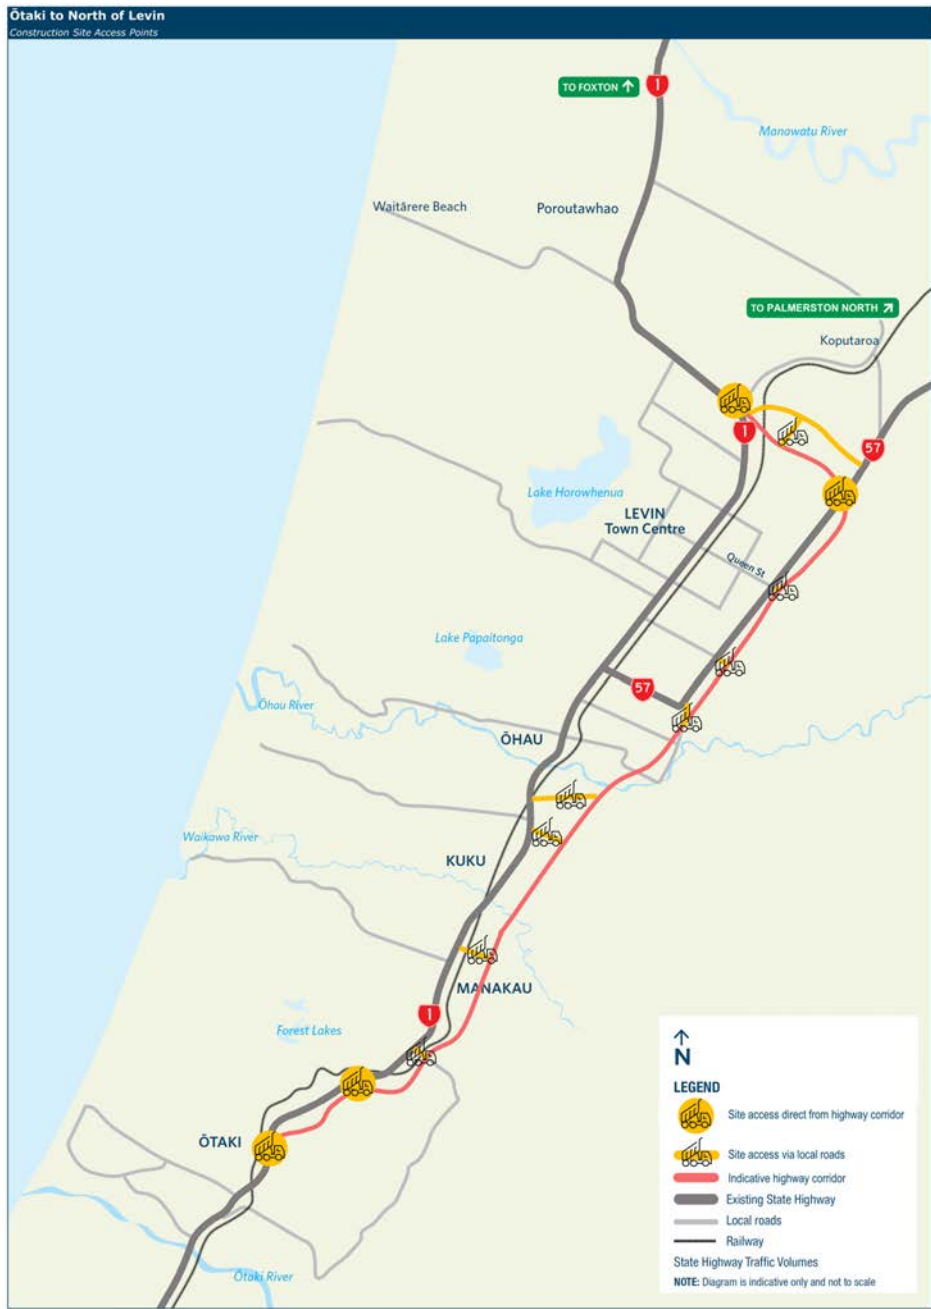 Ōtaki to North of Levin
Construction Site Access Points
TO FOXTON ↑
1
Manawatu River
Waitārere Beach
Poroutawhao
TO PALMERSTON NORTH ↗
Koputaroa
1
57
Lake Horowhenua
LEVIN
Town Centre
Queen St
Lake Papaitonga
57
Ōhau River
ŌHAU
Waikawa River
KUKU
MANAKAU
1
Forest Lakes
ŌTAKI
Ōtaki River
↑
N
LEGEND
Site access direct from highway corridor
Site access via local roads
Indicative highway corridor
Existing State Highway
Local roads
Railway
State Highway Traffic Volumes
NOTE: Diagram is indicative only and not to scale